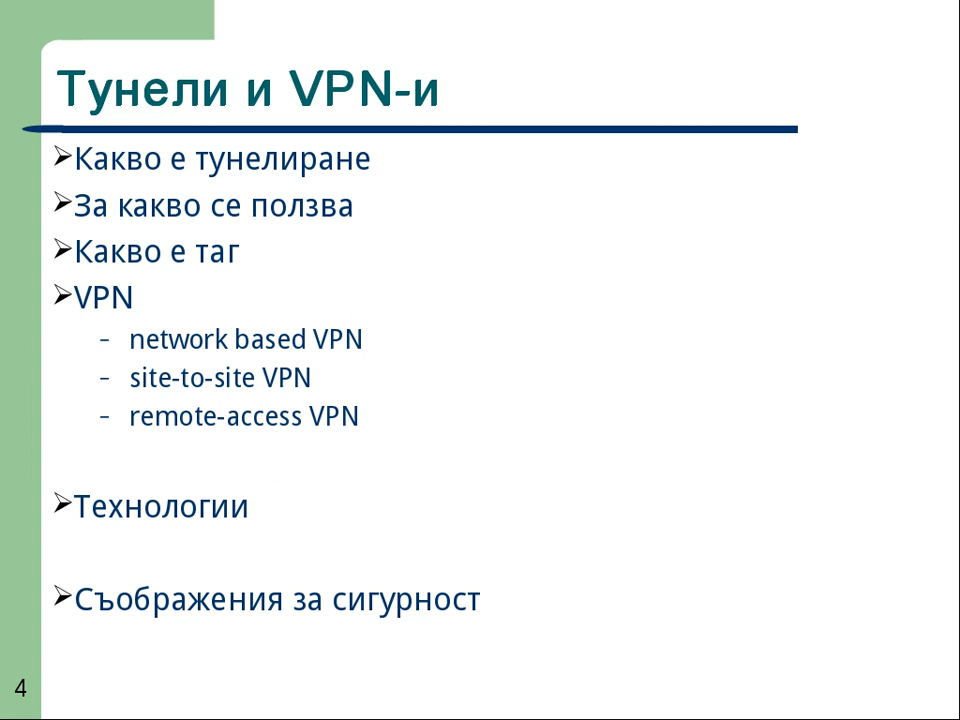 Тунели и VPN-и
➢Какво е тунелиране
➢За какво се ползва
➢Какво е таг
➢VPN
– network based VPN
– site-to-site VPN
– remote-access VPN
➢Технологии
➢Съображения за сигурност
4